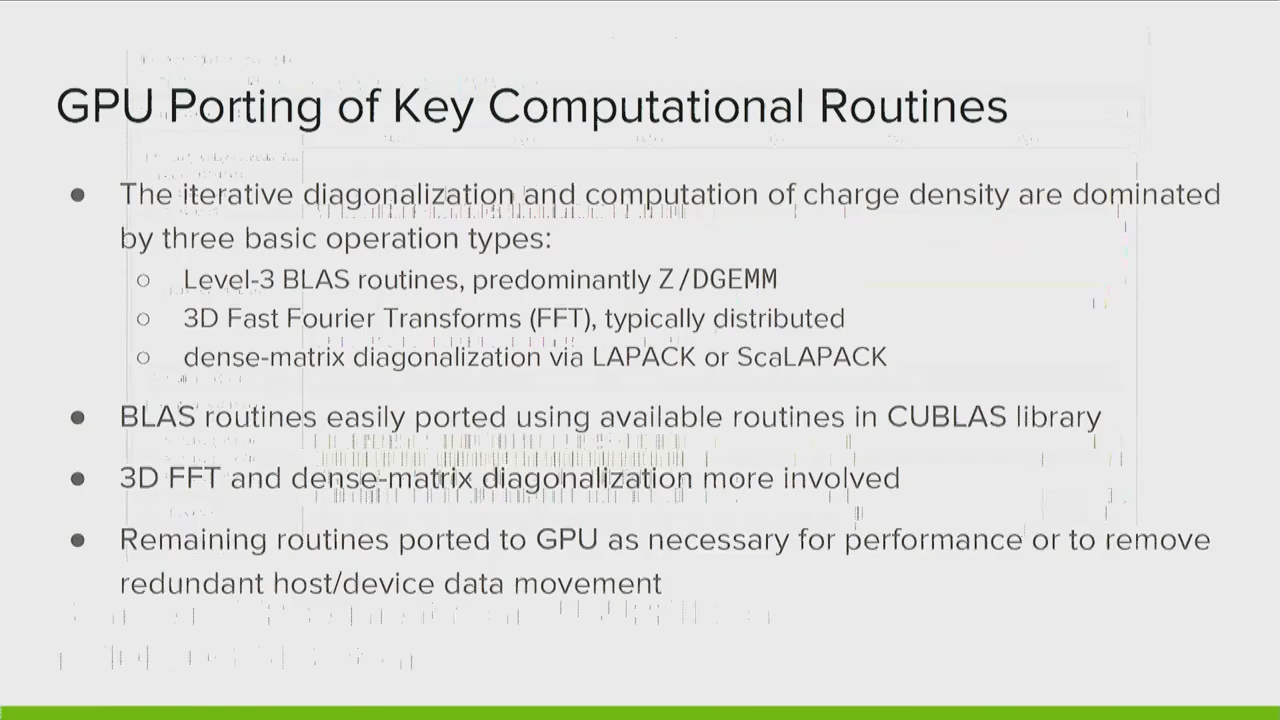 GPU Porting of Key Computational Routines
● The iterative diagonalization and computation of charge density are dominated
by three basic operation types:
○ Level-3 BLAS routines, predominantly Z/DGEMM
○ 3D Fast Fourier Transforms (FFT), typically distributed
○ dense-matrix diagonalization via LAPACK or ScaLAPACK
● BLAS routines easily ported using available routines in CUBLAS library
● 3D FFT and dense-matrix diagonalization more involved
● Remaining routines ported to GPU as necessary for performance or to remove
redundant host/device data movement